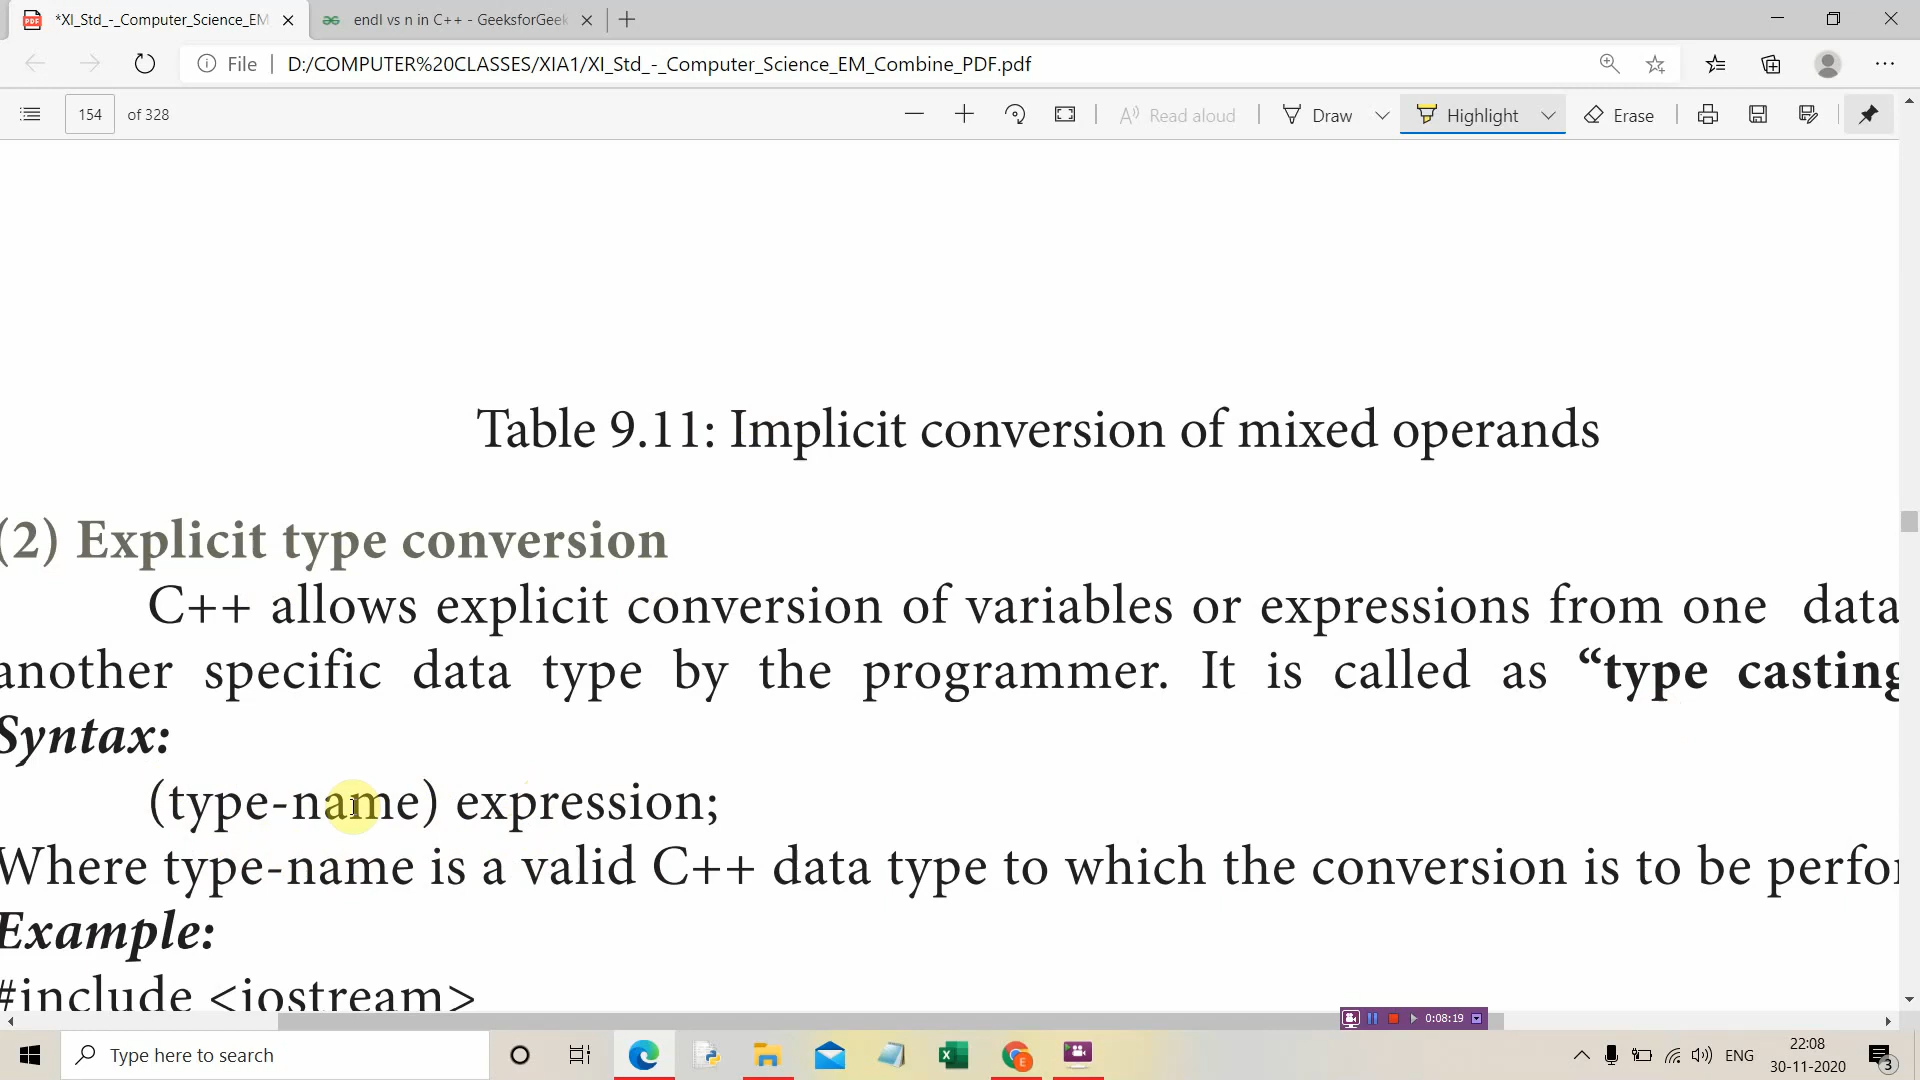 *XI_Std_-_Computer_Science_EM
endl vs n in C++ - GeeksforGeek
File
D:/COMPUTER%20CLASSES/XIA1/XI_Std_-_Computer_Science_EM_Combine_PDF.pdf
154 of 328
Read aloud
Draw
Highlight
Erase
Table 9.11: Implicit conversion of mixed operands
(2) Explicit type conversion
C++ allows explicit conversion of variables or expressions from one data
another specific data type by the programmer. It is called as “type casting
Syntax:
(type-name) expression;
Where type-name is a valid C++ data type to which the conversion is to be perfor
Example:
#include <iostream>
0:08:19
Type here to search
ENG
22:08
30-11-2020
3